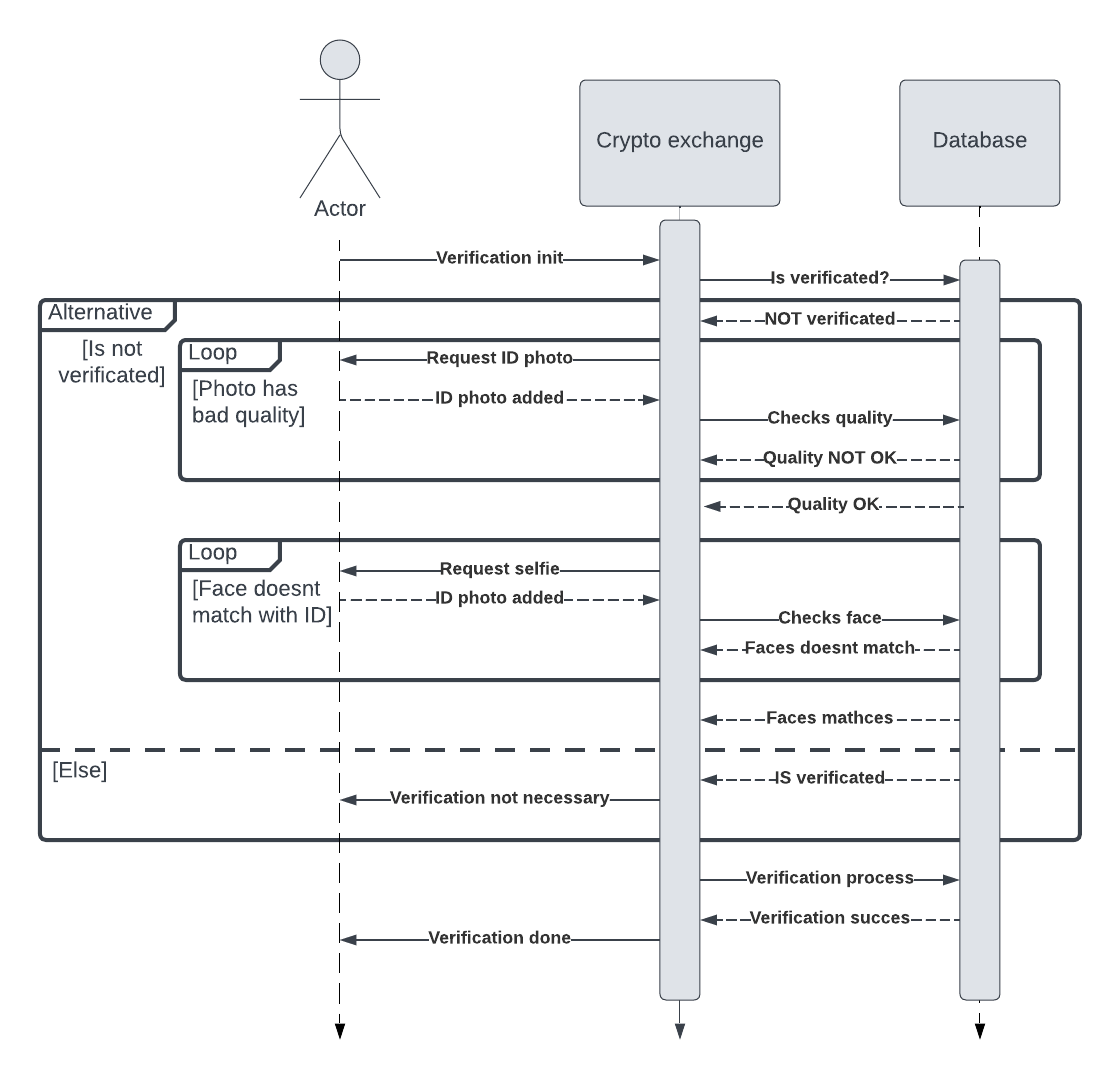 Actor
Crypto exchange
Database
Verification init
Is verificated?
Alternative
NOT verificated
[Is not
verificated]
Loop
Request ID photo
[Photo has
bad quality]
ID photo added
Checks quality
Quality NOT OK
Quality OK
Loop
Request selfie
[Face doesnt
match with ID]
ID photo added
Checks face
Faces doesnt match
Faces mathces
[Else]
IS verificated
Verification not necessary
Verification process
Verification succes
Verification done